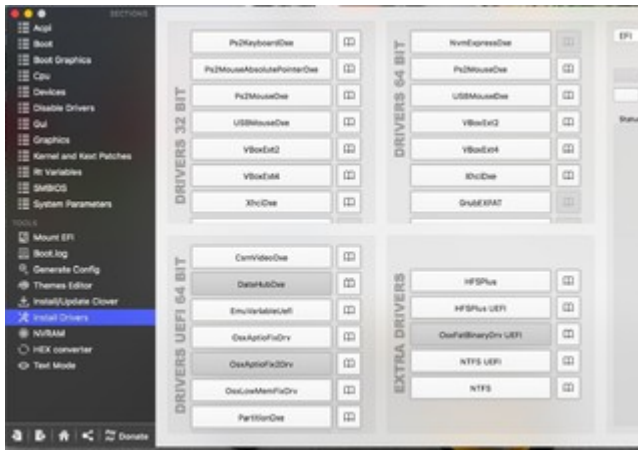 SECTIONS
Acpi
Boot
Boot Graphics
Cpu
Devices
Disable Drivers
Gui
Graphics
Kernel and Kext Patches
Rt Variables
SMBIOS
System Parameters
TOOLS
Mount EFI
Boot.log
Generate Config
Themes Editor
Install/Update Clover
Install Drivers
NVRAM
HEX converter
Text Mode
Donate
DRIVERS 32 BIT
Ps2KeyboardDxe
Ps2MouseAbsolutePointerDxe
Ps2MouseDxe
USBMouseDxe
VBoxExt2
VBoxExt4
XhciDxe
DRIVERS 64 BIT
NvmExpressDxe
Ps2MouseDxe
USBMouseDxe
VBoxExt2
VBoxExt4
XhciDxe
GrubEXFAT
DRIVERS UEFI 64 BIT
CsmVideoDxe
DataHubDxe
EmuVariableUefi
OsxAptioFixDrv
OsxAptioFix2Drv
OsxLowMemFixDrv
PartitionDxe
EXTRA DRIVERS
HFSPlus
HFSPlus UEFI
OsxFatBinaryDrv UEFI
NTFS UEFI
NTFS
EFI
Status